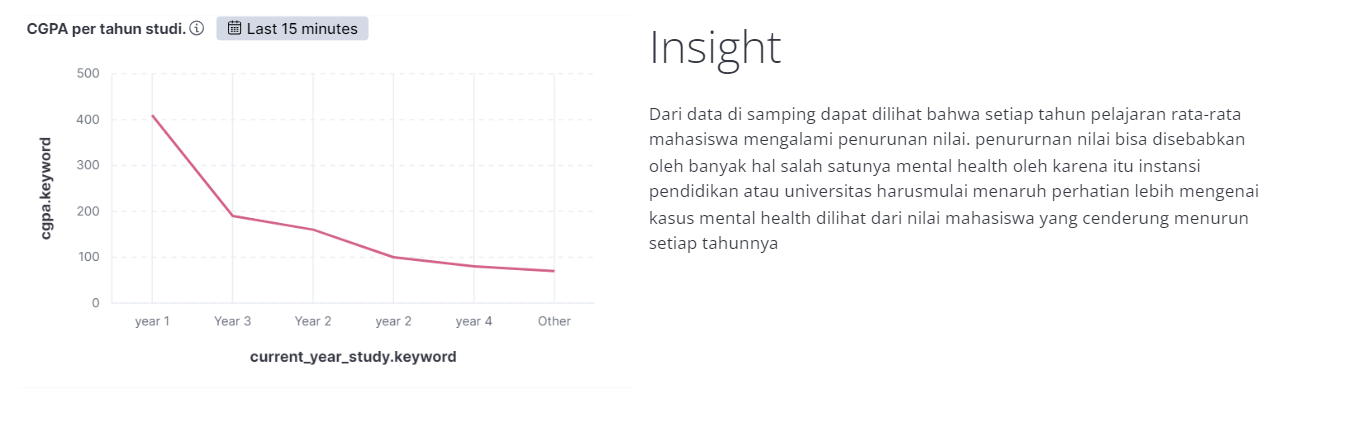 CGPA per tahun studi. Last 15 minutes
Insight
500
400
300
200
100
0
cgpa.keyword
year 1 Year 3 Year 2 year 2 year 4 Other
current_year_study.keyword
Dari data di samping dapat dilihat bahwa setiap tahun pelajaran rata-rata
mahasiswa mengalami penurunan nilai. penururnan nilai bisa disebabkan
oleh banyak hal salah satunya mental health oleh karena itu instansi
pendidikan atau universitas harusmulai menaruh perhatian lebih mengenai
kasus mental health dilihat dari nilai mahasiswa yang cenderung menurun
setiap tahunnya